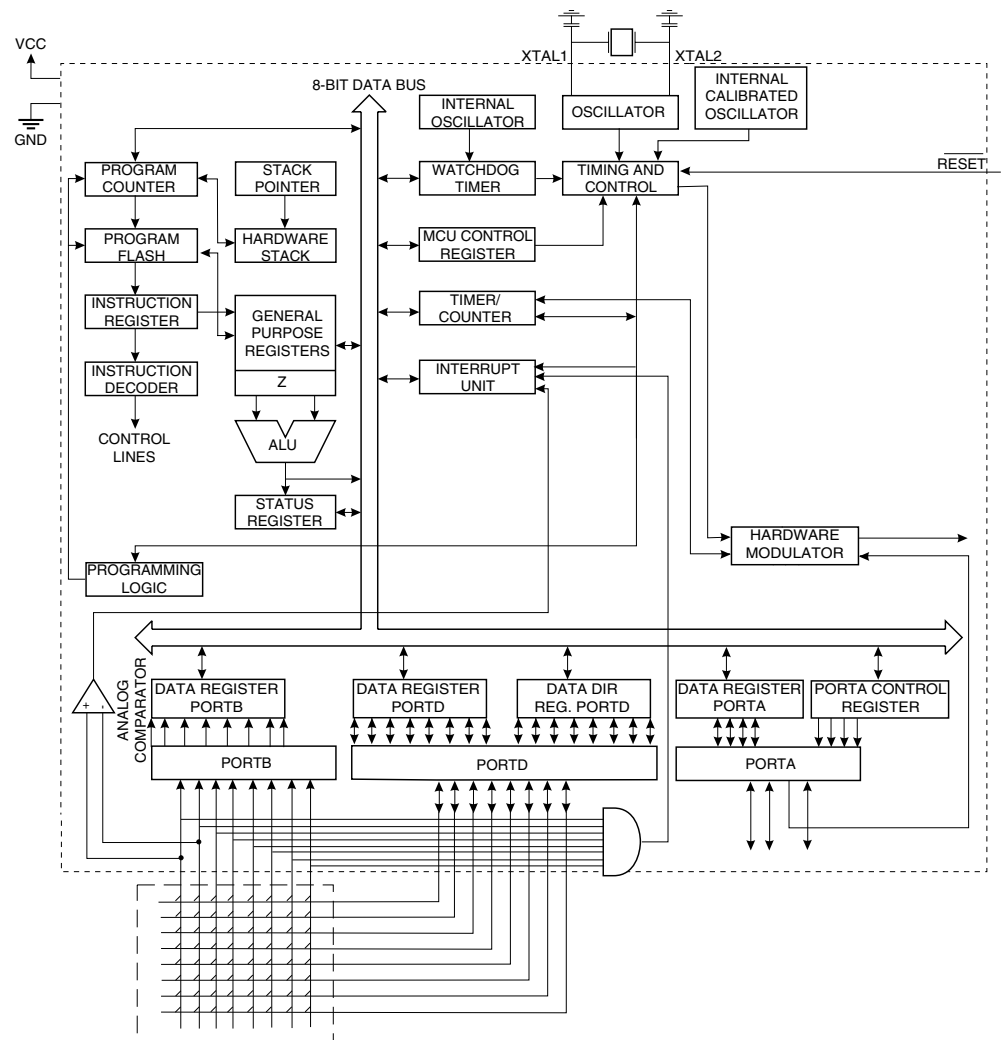 VCC
GND
XTAL1
XTAL2
8-BIT DATA BUS
INTERNAL
OSCILLATOR
OSCILLATOR
INTERNAL
CALIBRATED
OSCILLATOR
RESET
PROGRAM
COUNTER
STACK
POINTER
WATCHDOG
TIMER
TIMING AND
CONTROL
PROGRAM
FLASH
HARDWARE
STACK
MCU CONTROL
REGISTER
INSTRUCTION
REGISTER
GENERAL
PURPOSE
REGISTERS
TIMER/
COUNTER
INSTRUCTION
DECODER
Z
INTERRUPT
UNIT
CONTROL
LINES
ALU
STATUS
REGISTER
HARDWARE
MODULATOR
PROGRAMMING
LOGIC
ANALOG
COMPARATOR
+ -
DATA REGISTER
PORTB
DATA REGISTER
PORTD
DATA DIR
REG. PORTD
DATA REGISTER
PORTA
PORTA CONTROL
REGISTER
PORTB
PORTD
PORTA